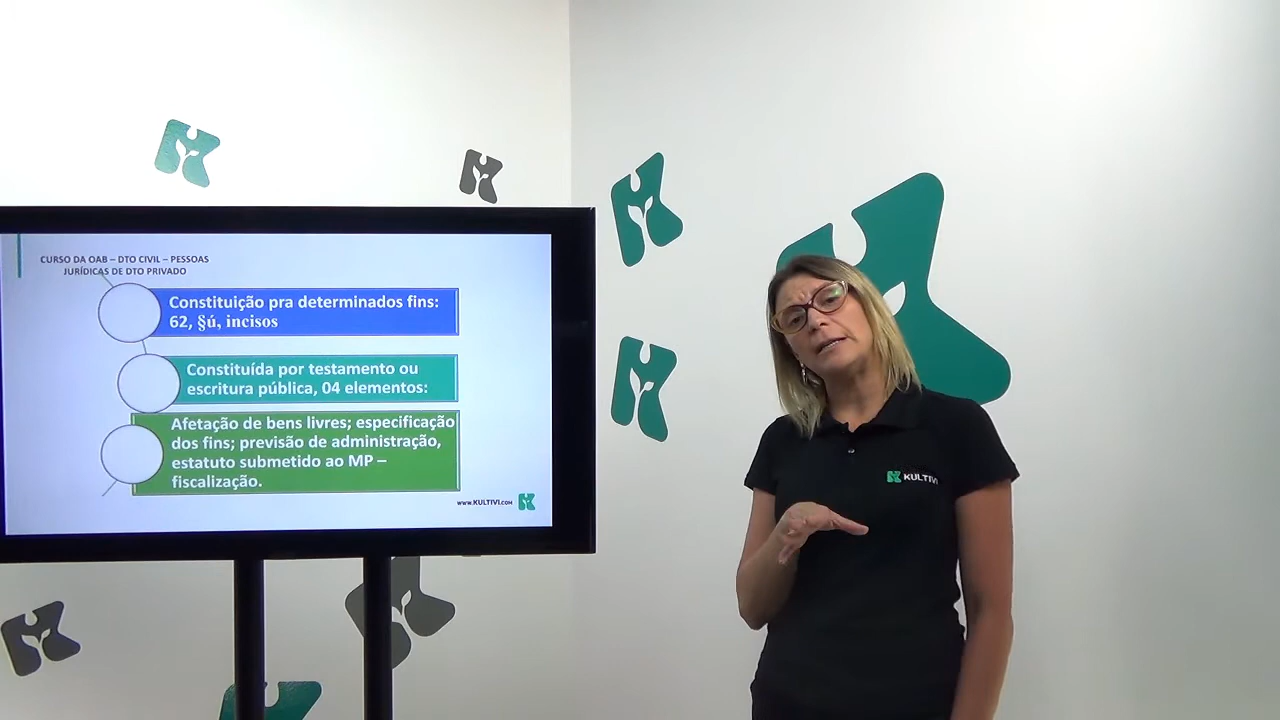 CURSO DA OAB – DTO CIVIL – PESSOAS
JURÍDICAS DE DTO PRIVADO
Constituição pra determinados fins:
62, §ú, incisos
Constituída por testamento ou
escritura pública, 04 elementos:
Afetação de bens livres; especificação
dos fins; previsão de administração,
estatuto submetido ao MP –
fiscalização.
www.KULTIVI.COM
KULTIVI